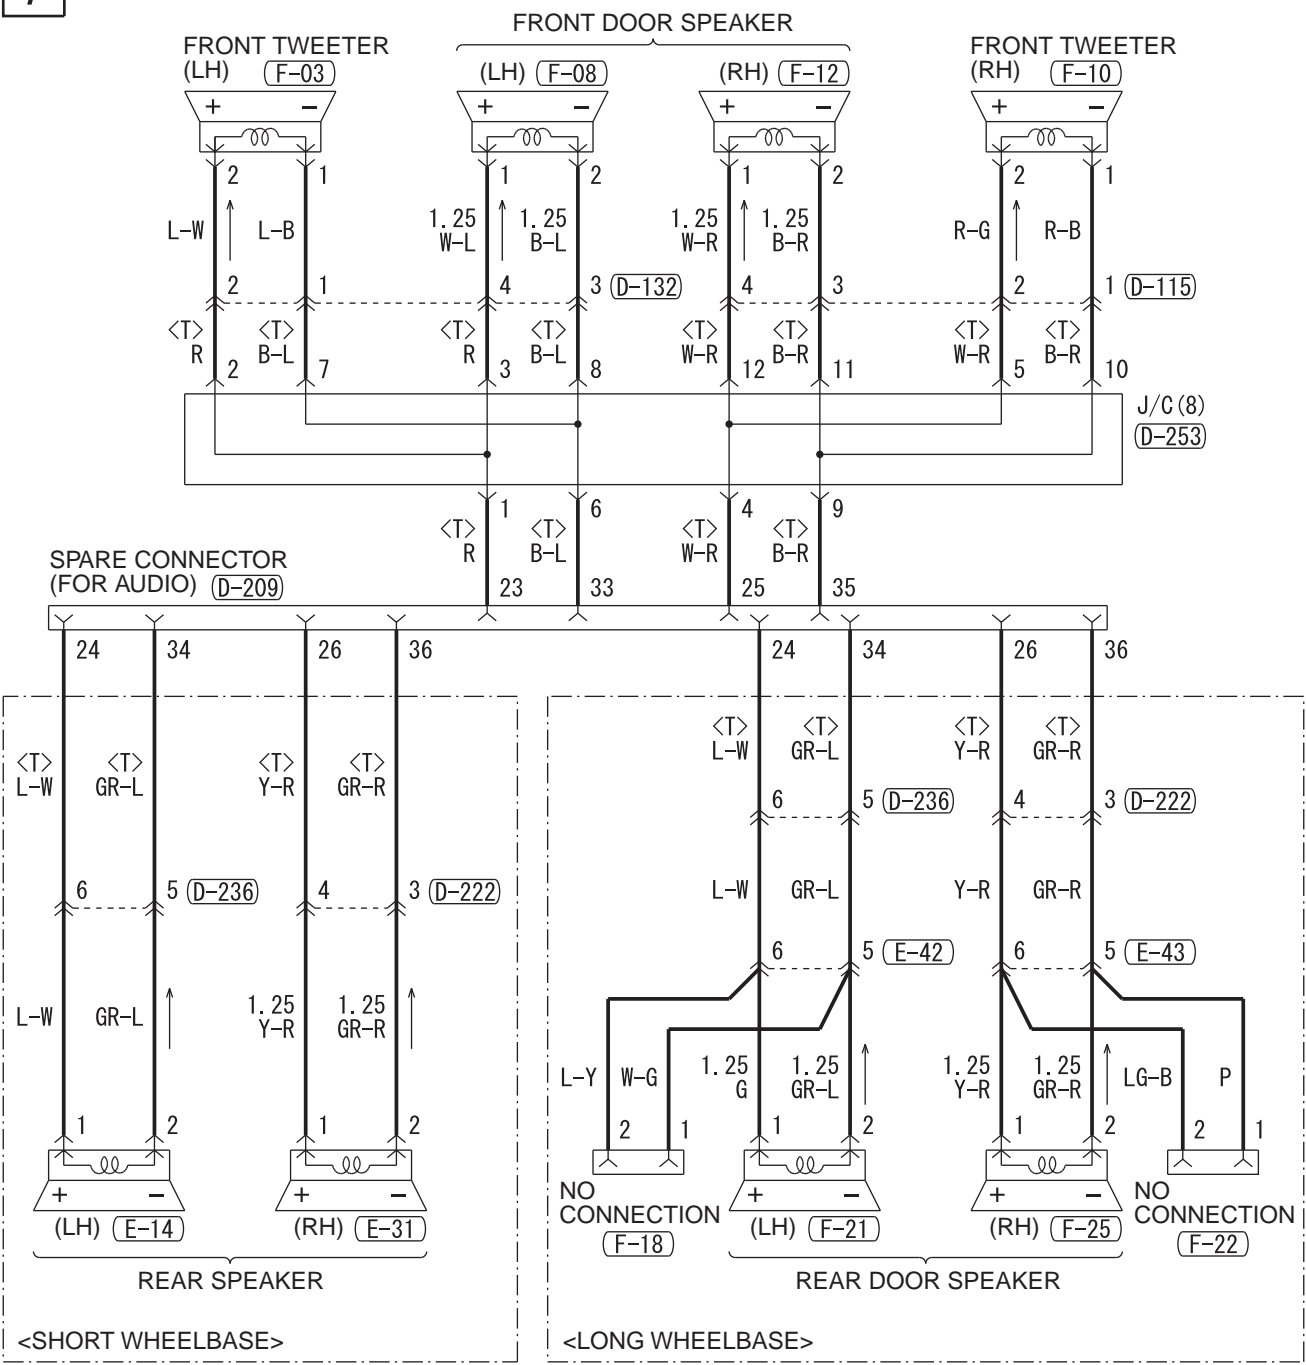 FRONT DOOR SPEAKER
FRONT TWEETER
(LH) F-03
(LH) F-08
(RH) F-12
FRONT TWEETER
(RH) F-10
+ − + − + − + −
2 1 1 2 1 2 2 1
L-W L-B 1.25 W-L 1.25 B-L 1.25 W-R 1.25 B-R R-G R-B
2 1 4 3 D-132 4 3 2 1 D-115
<T> <T> <T> <T> <T> <T> <T> <T>
R B-L R B-L W-R B-R W-R B-R
2 7 3 8 12 11 5 10
J/C(8)
D-253
1 6 4 9
<T> <T> <T> <T>
R B-L W-R B-R
SPARE CONNECTOR
(FOR AUDIO) D-209
23 33 25 35
24 34 26 36 24 34 26 36
<T> <T> <T> <T>
L-W GR-L Y-R GR-R
6 5 D-236 4 3 D-222
L-W GR-L 1.25 Y-R 1.25 GR-R
1 2 1 2
+ − + −
(LH) E-14 (RH) E-31
REAR SPEAKER
<SHORT WHEELBASE>
<T> <T> <T> <T>
L-W GR-L Y-R GR-R
6 5 D-236 4 3 D-222
L-W GR-L Y-R GR-R
6 5 E-42 6 5 E-43
L-Y W-G 1.25 G 1.25 GR-L 1.25 Y-R 1.25 GR-R LG-B P
2 1 1 2 1 2 2 1
+ − + −
NO
CONNECTION
F-18
(LH) F-21 (RH) F-25
NO
CONNECTION
F-22
REAR DOOR SPEAKER
<LONG WHEELBASE>